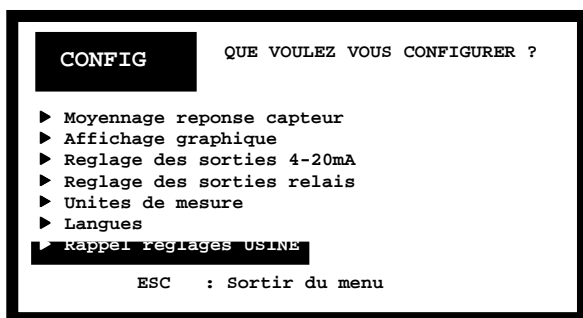 CONFIG
QUE VOULEZ VOUS CONFIGURER ?
Moyennage reponse capteur
Affichage graphique
Reglage des sorties 4-20mA
Reglage des sorties relais
Unites de mesure
Langues
Rappel reglages USINE
ESC : Sortir du menu